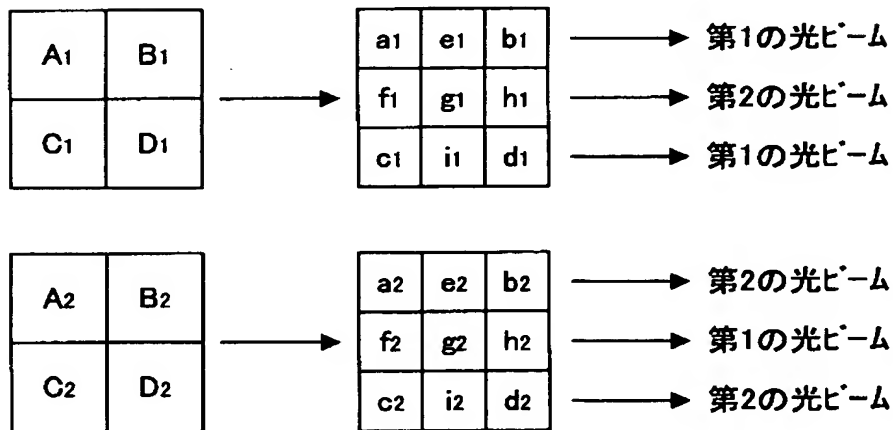 A1 B1
C1 D1
a1 e1 b1 第1の光ビーム
f1 g1 h1 第2の光ビーム
c1 i1 d1 第1の光ビーム
A2 B2
C2 D2
a2 e2 b2 第2の光ビーム
f2 g2 h2 第1の光ビーム
c2 i2 d2 第2の光ビーム